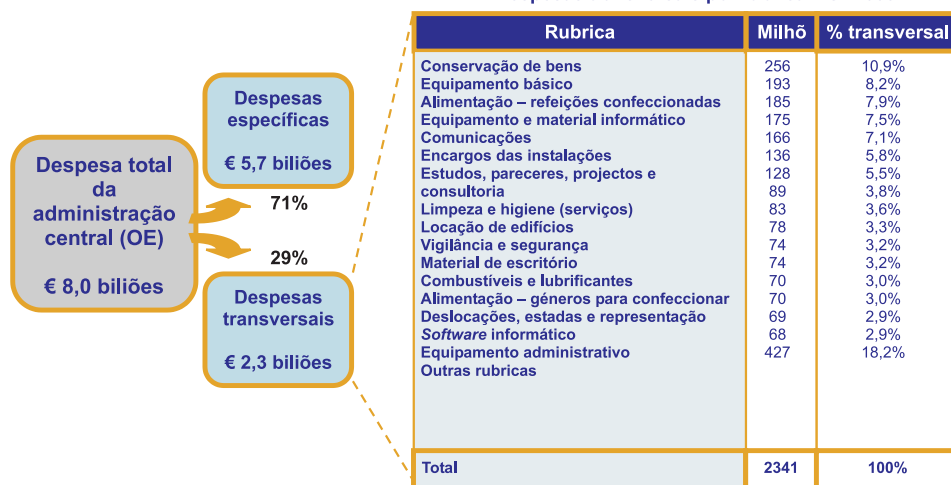 Rubrica Milhõ % transversal
Conservação de bens 256 10,9%
Equipamento básico 193 8,2%
Alimentação – refeições confeccionadas 185 7,9%
Equipamento e material informático 175 7,5%
Comunicações 166 7,1%
Encargos das instalações 136 5,8%
Estudos, pareceres, projectos e 128 5,5%
consultoria 89 3,8%
Limpeza e higiene (serviços) 83 3,6%
Locação de edifícios 78 3,3%
Vigilância e segurança 74 3,2%
Material de escritório 74 3,2%
Combustíveis e lubrificantes 70 3,0%
Alimentação – géneros para confeccionar 70 3,0%
Deslocações, estadas e representação 69 2,9%
Software informático 68 2,9%
Equipamento administrativo 427 18,2%
Outras rubricas
Total 2341 100%
Despesas
específicas
€ 5,7 biliões
71%
Despesa total
da
administração
central (OE)
€ 8,0 biliões
29%
Despesas
transversais
€ 2,3 biliões